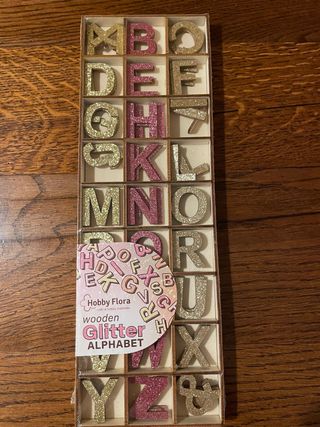 A B C
D E F
G H
J K L
M N O
R
U
Hobby Flora
wooden
Glitter
ALPHABET
V W X
Y Z &